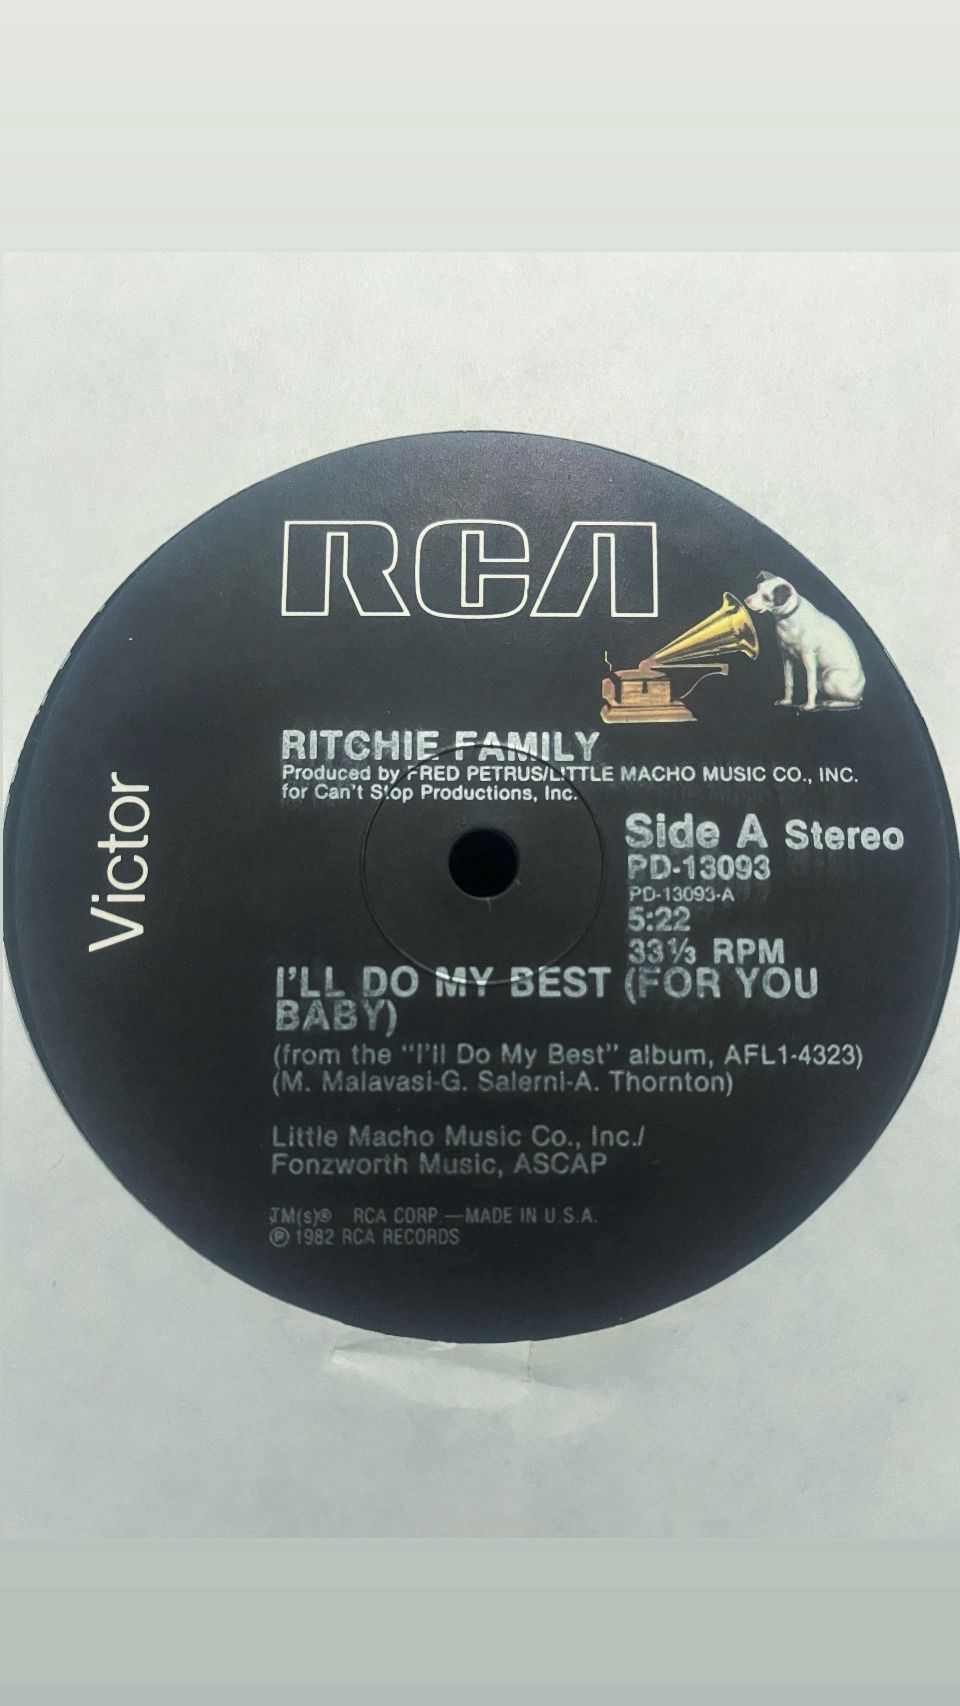 RCA
Victor
RITCHIE FAMILY
Produced by FRED PETRUS/LITTLE MACHO MUSIC CO., INC.
for Can't Stop Productions, Inc.
Side A Stereo
PD-13093
PD-13093-A
5:22
33⅓ RPM
I'LL DO MY BEST (FOR YOU
BABY)
(from the "I'll Do My Best" album, AFL1-4323)
(M. Malavasi-G. Salerni-A. Thornton)
Little Macho Music Co., Inc./
Fonzworth Music, ASCAP
TM(s)® RCA CORP.—MADE IN U.S.A.
℗ 1982 RCA RECORDS